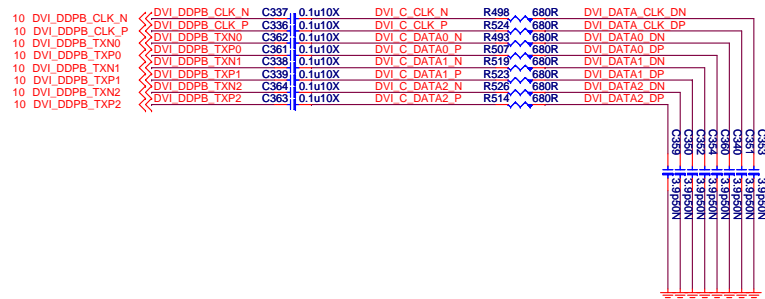 10 DVI_DDPB_CLK_N DVI_DDPB_CLK_N C337 0.1u10X DVI_C_CLK_N R498 680R DVI_DATA_CLK_DN
10 DVI_DDPB_CLK_P DVI_DDPB_CLK_P C336 0.1u10X DVI_C_CLK_P R524 680R DVI_DATA_CLK_DP
10 DVI_DDPB_TXN0 DVI_DDPB_TXN0 C362 0.1u10X DVI_C_DATA0_N R493 680R DVI_DATA0_DN
10 DVI_DDPB_TXP0 DVI_DDPB_TXP0 C361 0.1u10X DVI_C_DATA0_P R507 680R DVI_DATA0_DP
10 DVI_DDPB_TXN1 DVI_DDPB_TXN1 C338 0.1u10X DVI_C_DATA1_N R519 680R DVI_DATA1_DN
10 DVI_DDPB_TXP1 DVI_DDPB_TXP1 C339 0.1u10X DVI_C_DATA1_P R523 680R DVI_DATA1_DP
10 DVI_DDPB_TXN2 DVI_DDPB_TXN2 C364 0.1u10X DVI_C_DATA2_N R526 680R DVI_DATA2_DN
10 DVI_DDPB_TXP2 DVI_DDPB_TXP2 C363 0.1u10X DVI_C_DATA2_P R514 680R DVI_DATA2_DP
C359 C350 C352 C354 C360 C340 C351 C353
3.9p50N 3.9p50N 3.9p50N 3.9p50N 3.9p50N 3.9p50N 3.9p50N 3.9p50N